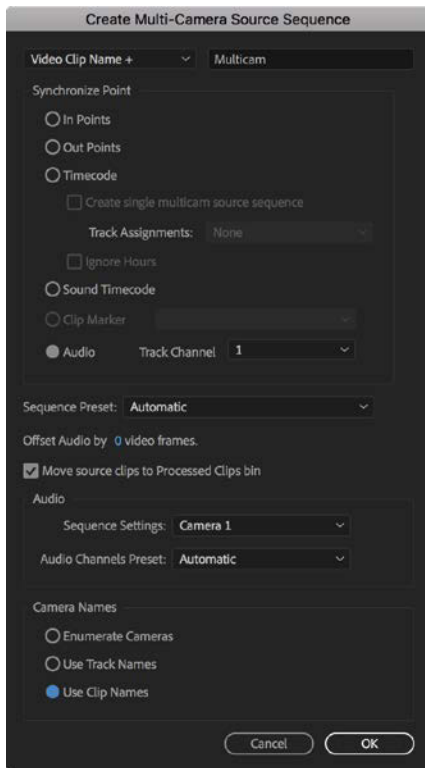 Create Multi-Camera Source Sequence
Video Clip Name + Multicam
Synchronize Point
In Points
Out Points
Timecode
Create single multicam source sequence
Track Assignments: None
Ignore Hours
Sound Timecode
Clip Marker
Audio Track Channel 1
Sequence Preset: Automatic
Offset Audio by 0 video frames.
Move source clips to Processed Clips bin
Audio
Sequence Settings: Camera 1
Audio Channels Preset: Automatic
Camera Names
Enumerate Cameras
Use Track Names
Use Clip Names
Cancel OK